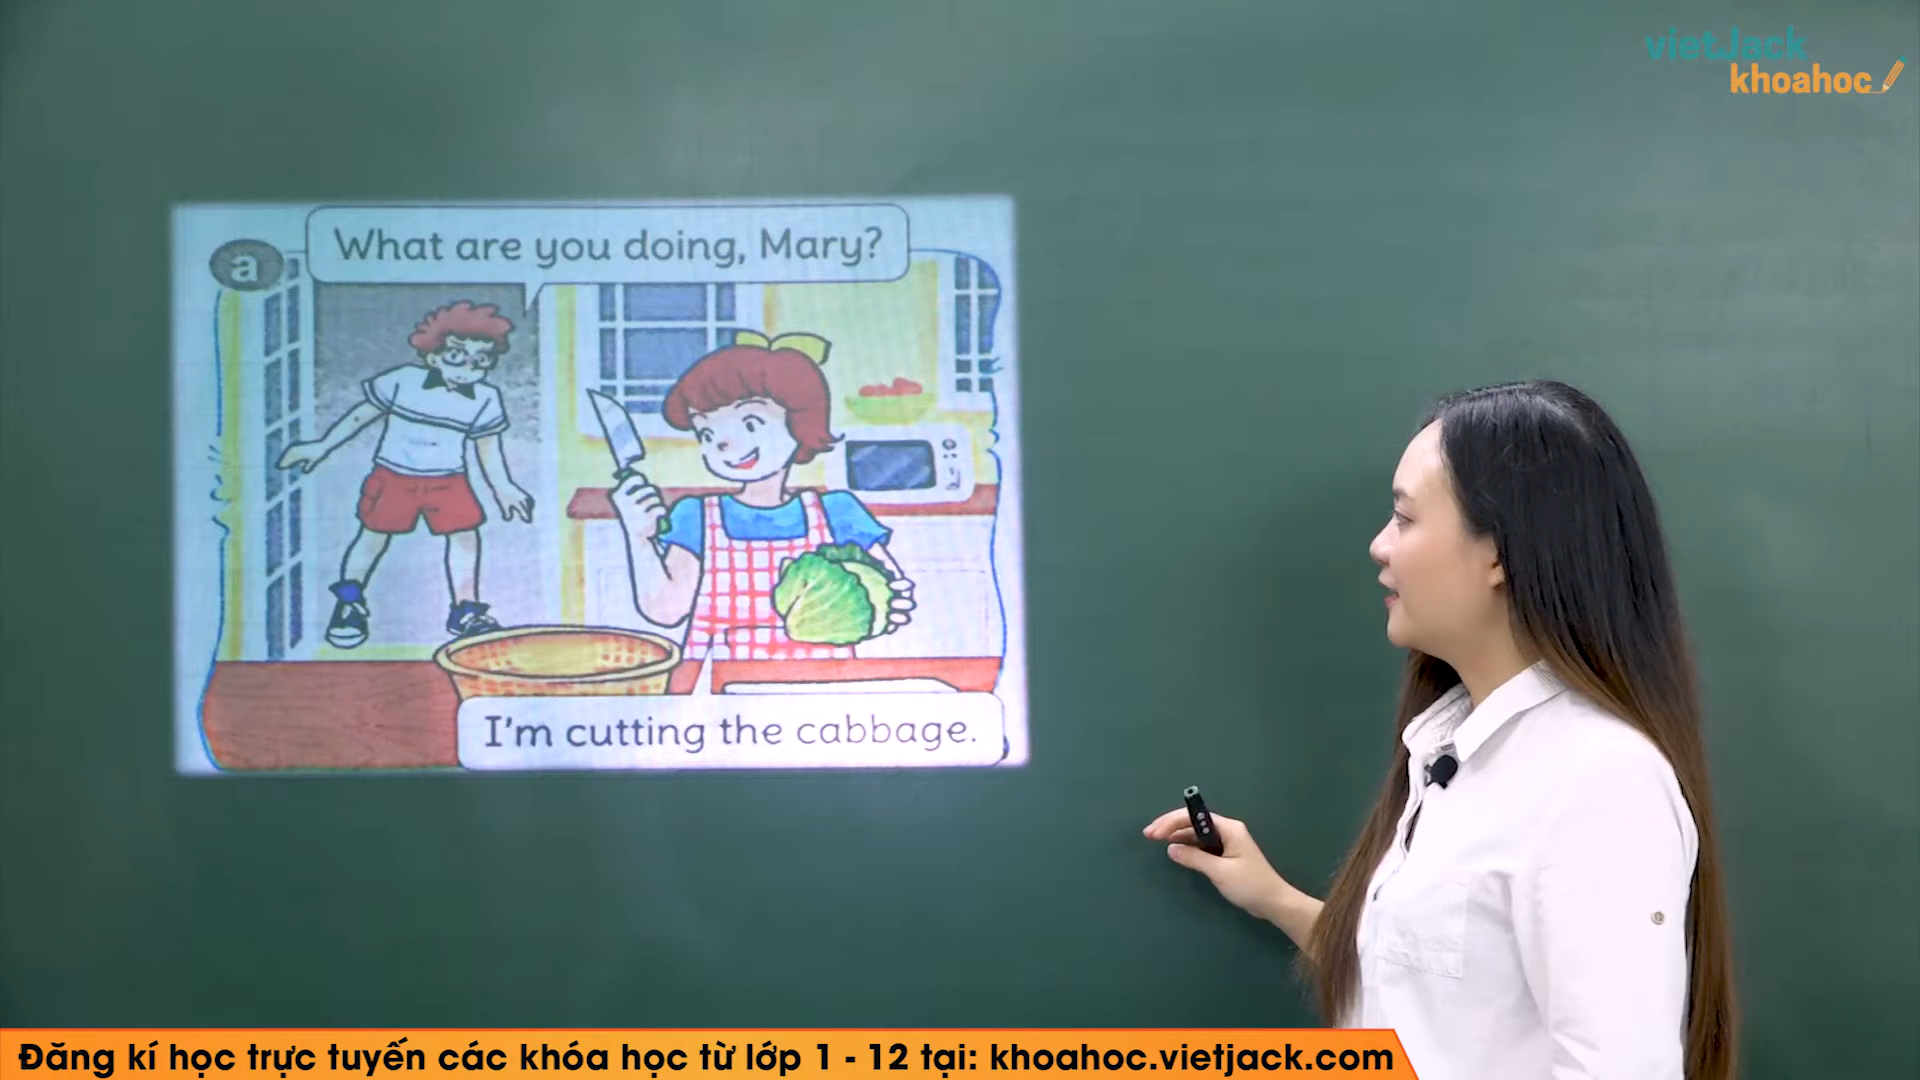 vietJack
khoahoc
a
What are you doing, Mary?
I'm cutting the cabbage.
Đăng kí học trực tuyến các khóa học từ lớp 1 - 12 tại: khoahoc.vietjack.com